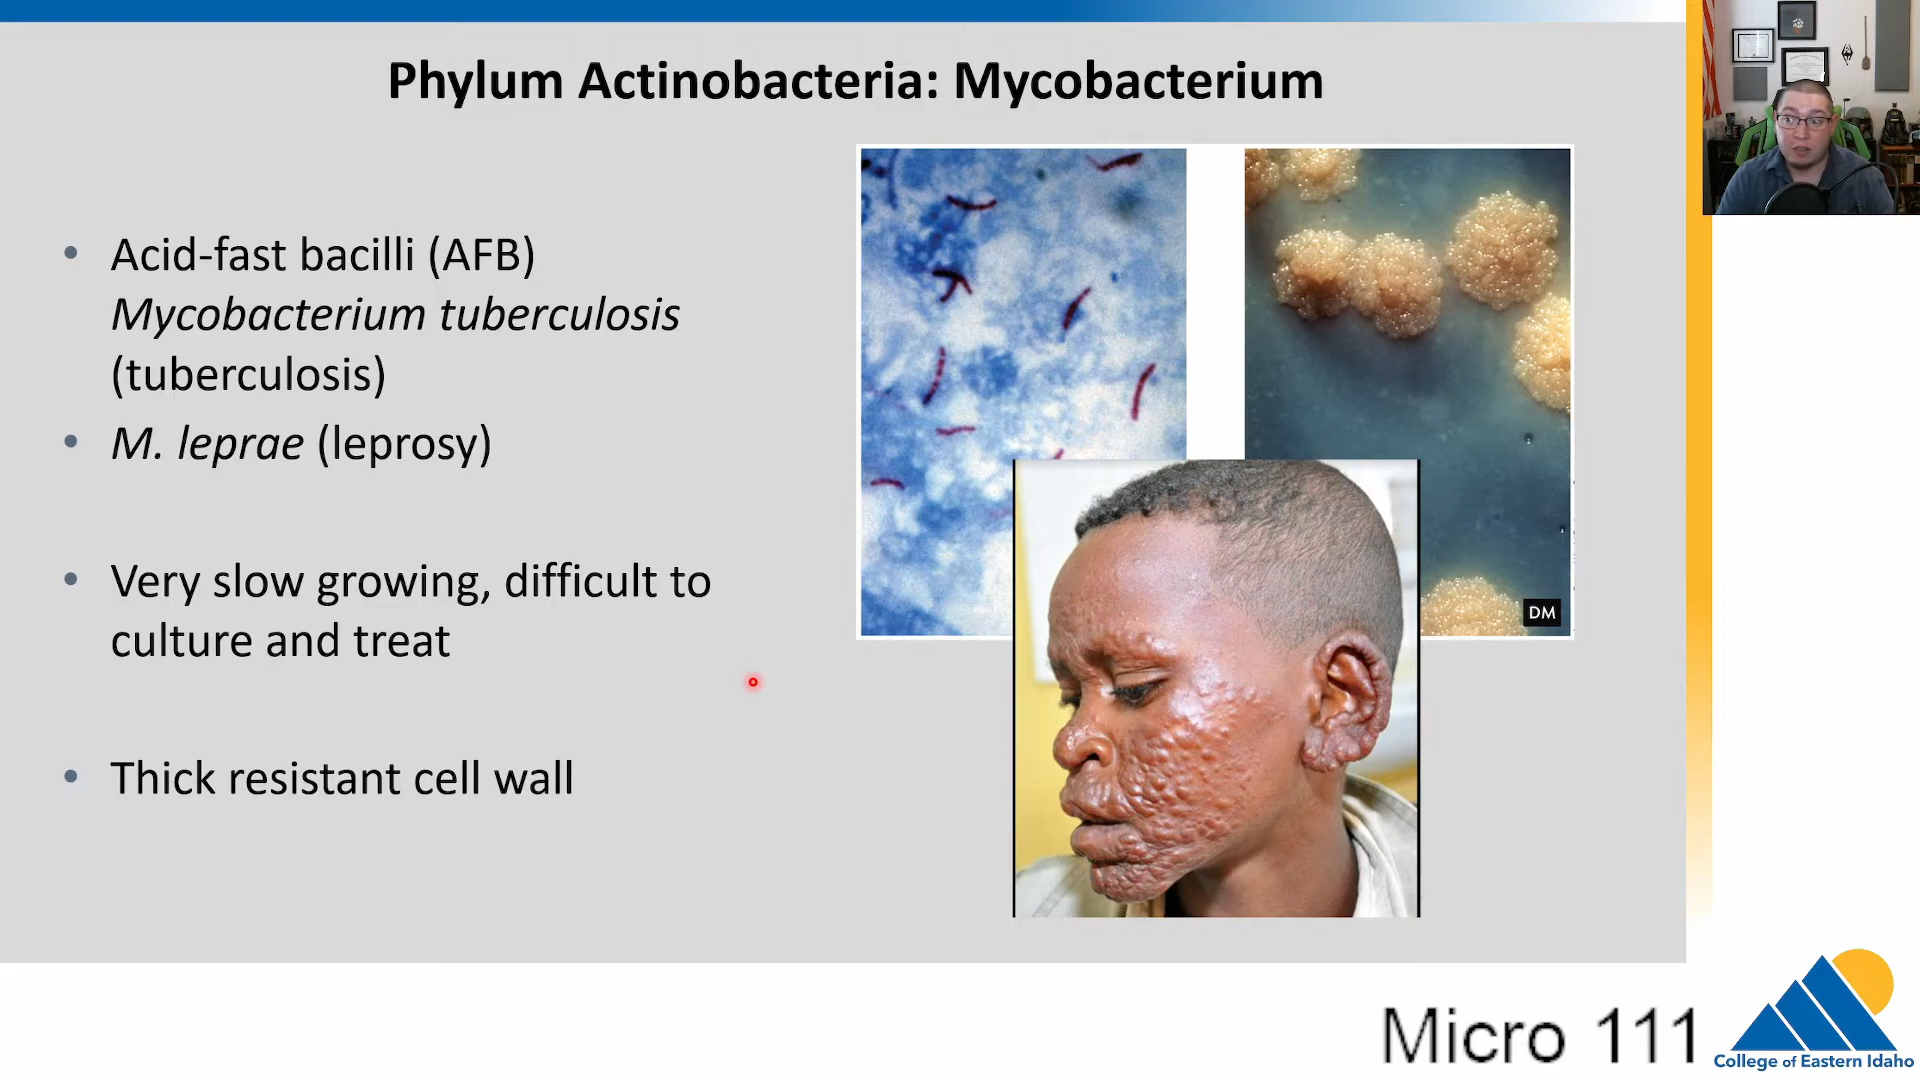 Phylum Actinobacteria: Mycobacterium
• Acid-fast bacilli (AFB)
Mycobacterium tuberculosis
(tuberculosis)
• M. leprae (leprosy)
• Very slow growing, difficult to
culture and treat
• Thick resistant cell wall
DM
Micro 111
College of Eastern Idaho